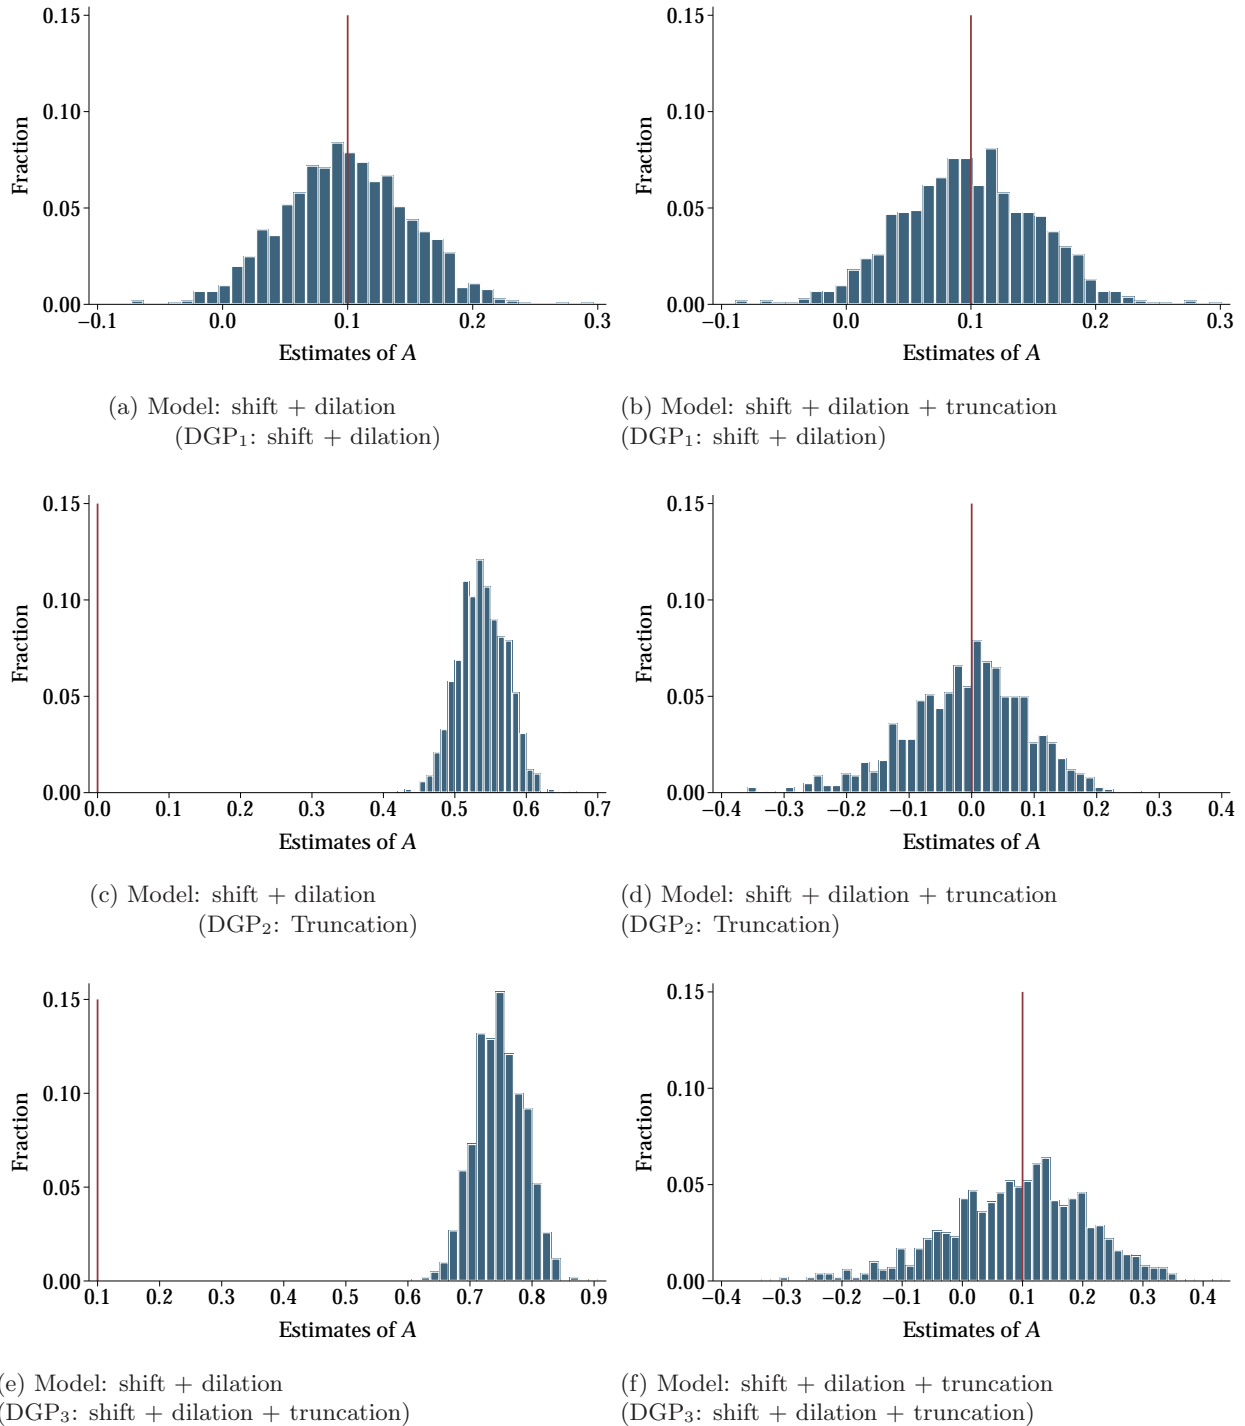 0.15
0.10
0.05
0.00
Fraction
−0.1 0.0 0.1 0.2 0.3
Estimates of A
(a) Model: shift + dilation
(DGP₁: shift + dilation)
0.15
0.10
0.05
0.00
Fraction
−0.1 0.0 0.1 0.2 0.3
Estimates of A
(b) Model: shift + dilation + truncation
(DGP₁: shift + dilation)
0.15
0.10
0.05
0.00
Fraction
0.0 0.1 0.2 0.3 0.4 0.5 0.6 0.7
Estimates of A
(c) Model: shift + dilation
(DGP₂: Truncation)
0.15
0.10
0.05
0.00
Fraction
−0.4 −0.3 −0.2 −0.1 0.0 0.1 0.2 0.3 0.4
Estimates of A
(d) Model: shift + dilation + truncation
(DGP₂: Truncation)
0.15
0.10
0.05
0.00
Fraction
0.1 0.2 0.3 0.4 0.5 0.6 0.7 0.8 0.9
Estimates of A
(e) Model: shift + dilation
(DGP₃: shift + dilation + truncation)
0.15
0.10
0.05
0.00
Fraction
−0.4 −0.3 −0.2 −0.1 0.0 0.1 0.2 0.3 0.4
Estimates of A
(f) Model: shift + dilation + truncation
(DGP₃: shift + dilation + truncation)